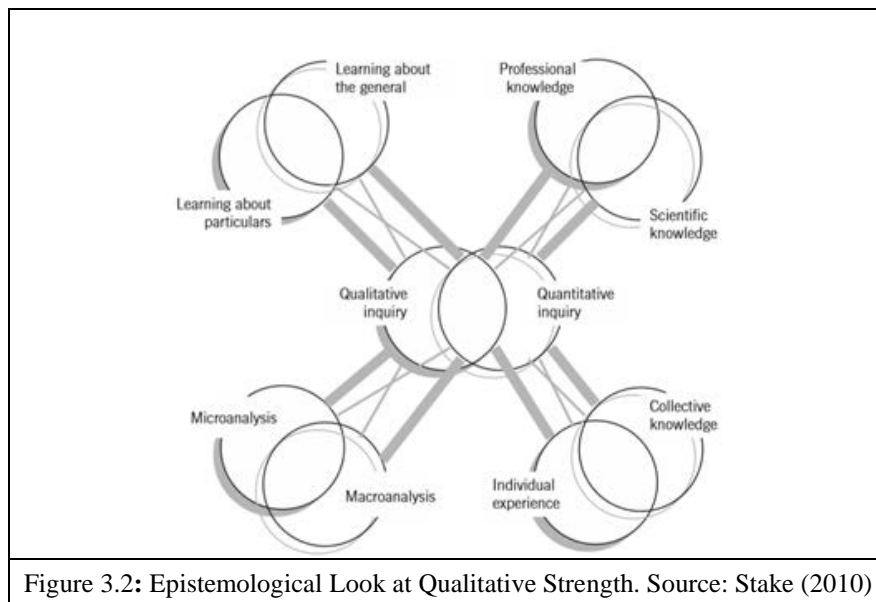 Learning about
the general
Professional
knowledge
Learning about
particulars
Scientific
knowledge
Qualitative
inquiry
Quantitative
inquiry
Microanalysis
Collective
knowledge
Macroanalysis
Individual
experience
Figure 3.2: Epistemological Look at Qualitative Strength. Source: Stake (2010)